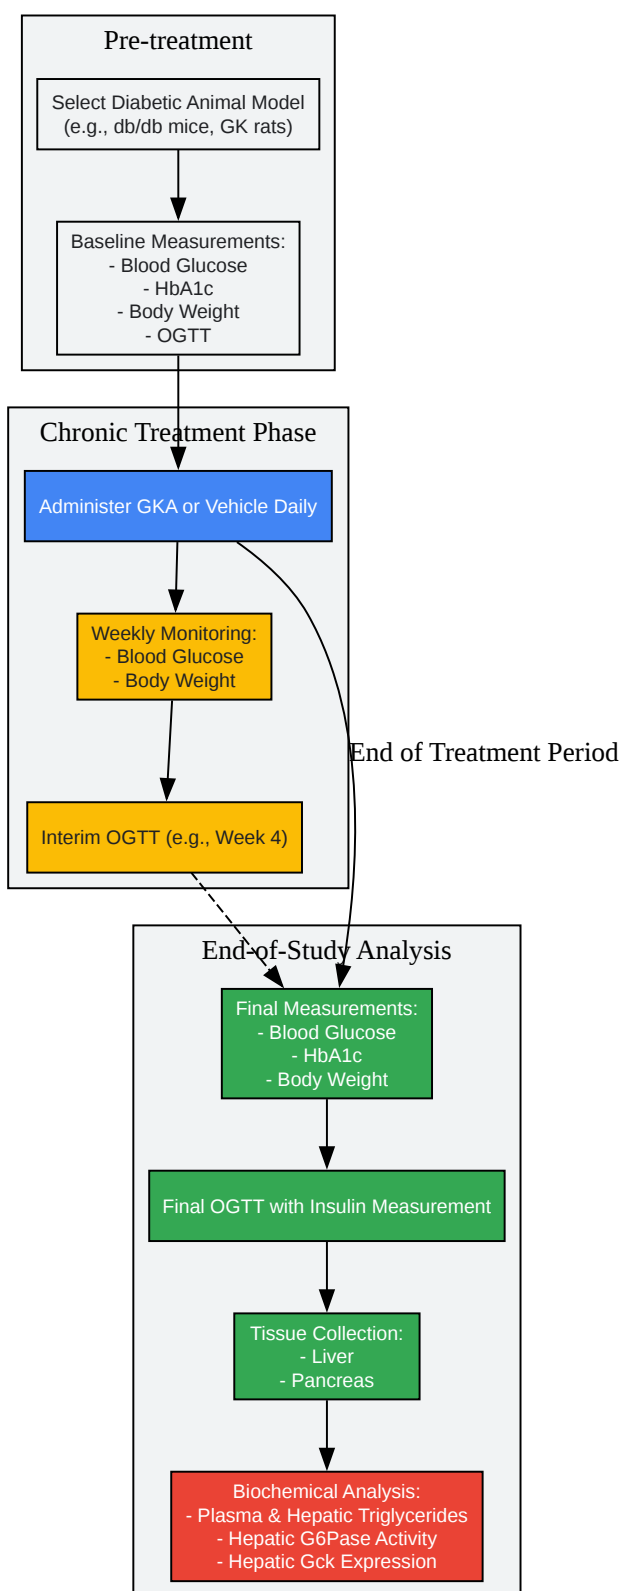 Pre-treatment
Select Diabetic Animal Model
(e.g., db/db mice, GK rats)
Baseline Measurements:
- Blood Glucose
- HbA1c
- Body Weight
- OGTT
Chronic Treatment Phase
Administer GKA or Vehicle Daily
Weekly Monitoring:
- Blood Glucose
- Body Weight
End of Treatment Period
Interim OGTT (e.g., Week 4)
End-of-Study Analysis
Final Measurements:
- Blood Glucose
- HbA1c
- Body Weight
Final OGTT with Insulin Measurement
Tissue Collection:
- Liver
- Pancreas
Biochemical Analysis:
- Plasma & Hepatic Triglycerides
- Hepatic G6Pase Activity
- Hepatic Gck Expression